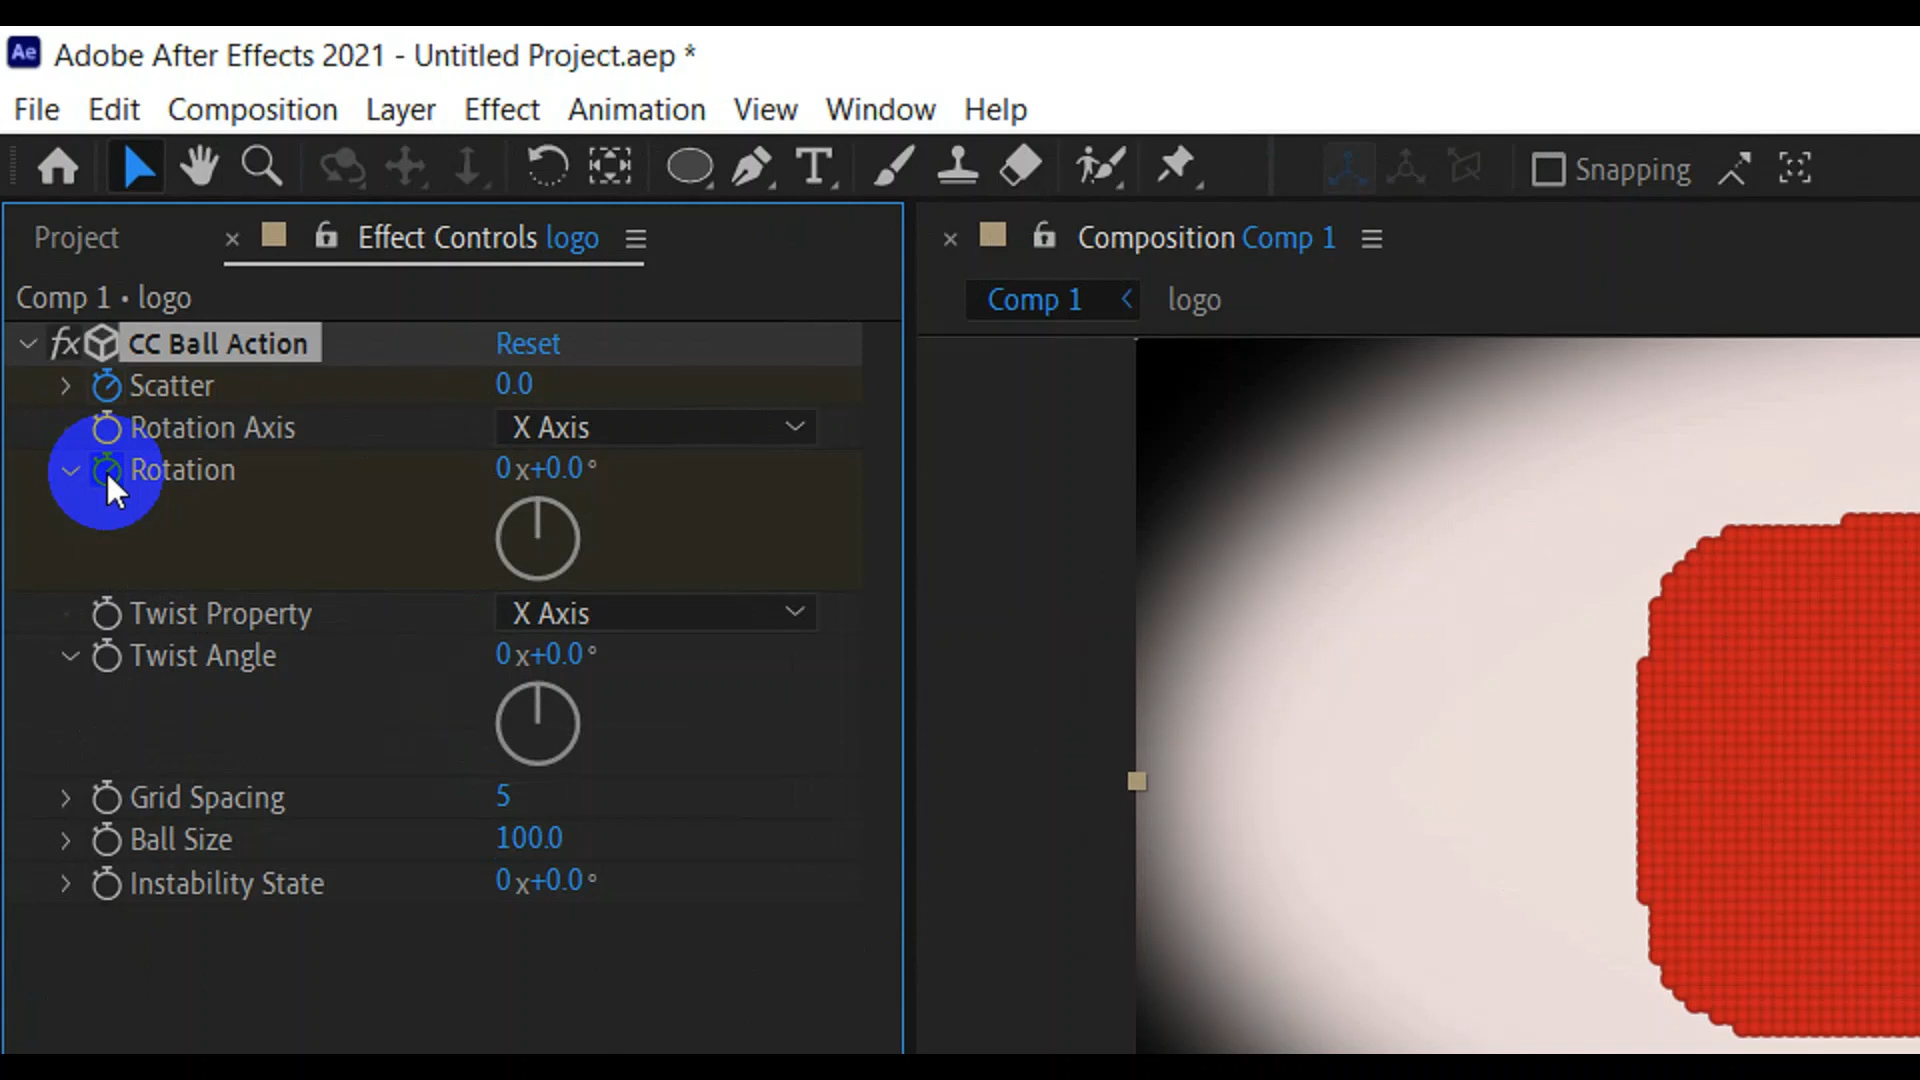 Ae Adobe After Effects 2021 - Untitled Project.aep *
File Edit Composition Layer Effect Animation View Window Help
T Snapping
Project × Effect Controls logo × Composition Comp 1
Comp 1 • logo
Comp 1 < logo
fx CC Ball Action Reset
Scatter 0.0
Rotation Axis X Axis
Rotation 0x+0.0°
Twist Property X Axis
Twist Angle 0x+0.0°
Grid Spacing 5
Ball Size 100.0
Instability State 0x+0.0°